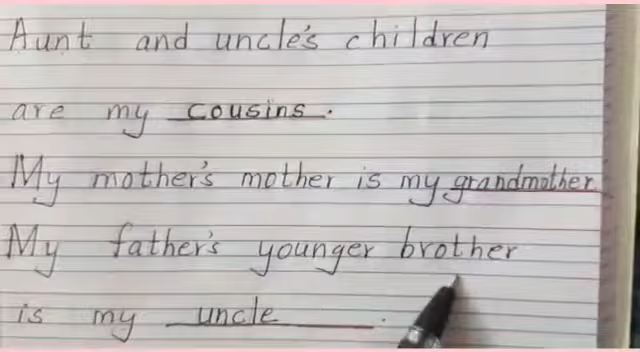 Aunt and uncle's children
are my cousins.
My mother's mother is my grandmother
My father's younger brother
is my uncle.